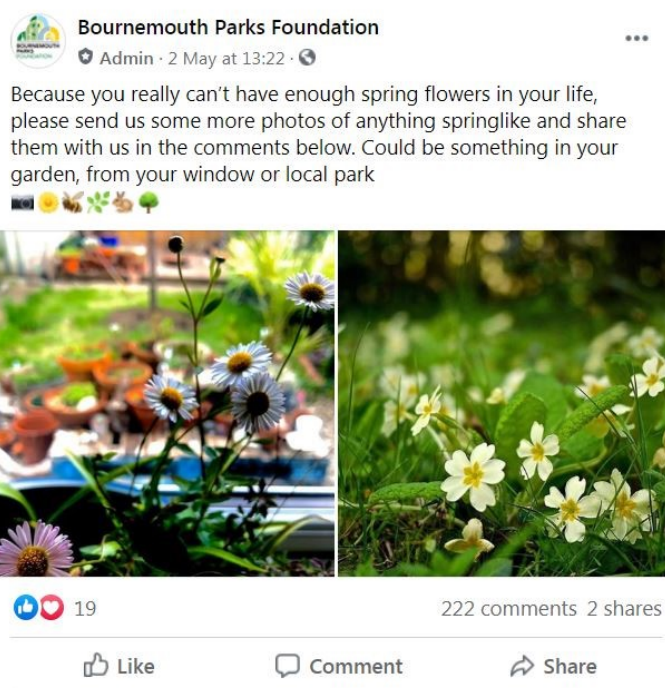 Bournemouth Parks Foundation
Admin · 2 May at 13:22 ·
Because you really can't have enough spring flowers in your life,
please send us some more photos of anything springlike and share
them with us in the comments below. Could be something in your
garden, from your window or local park
19
222 comments 2 shares
Like
Comment
Share